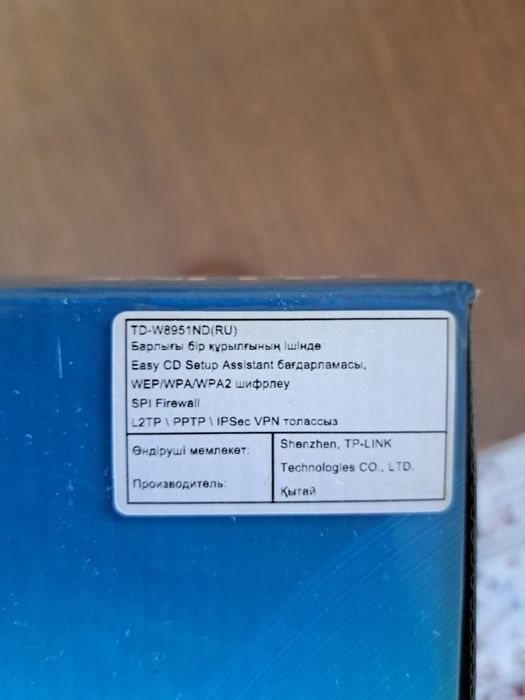 TD-W8951ND(RU)
Барлығы бір құрылғының ішінде
Easy CD Setup Assistant бағдарламасы,
WEP/WPA/WPA2 шифрлеу
SPI Firewall
L2TP \ PPTP \ IPSec VPN толассыз
Өндіруші мемлекет:
Производитель:
Shenzhen, TP-LINK
Technologies CO., LTD.
Қытай